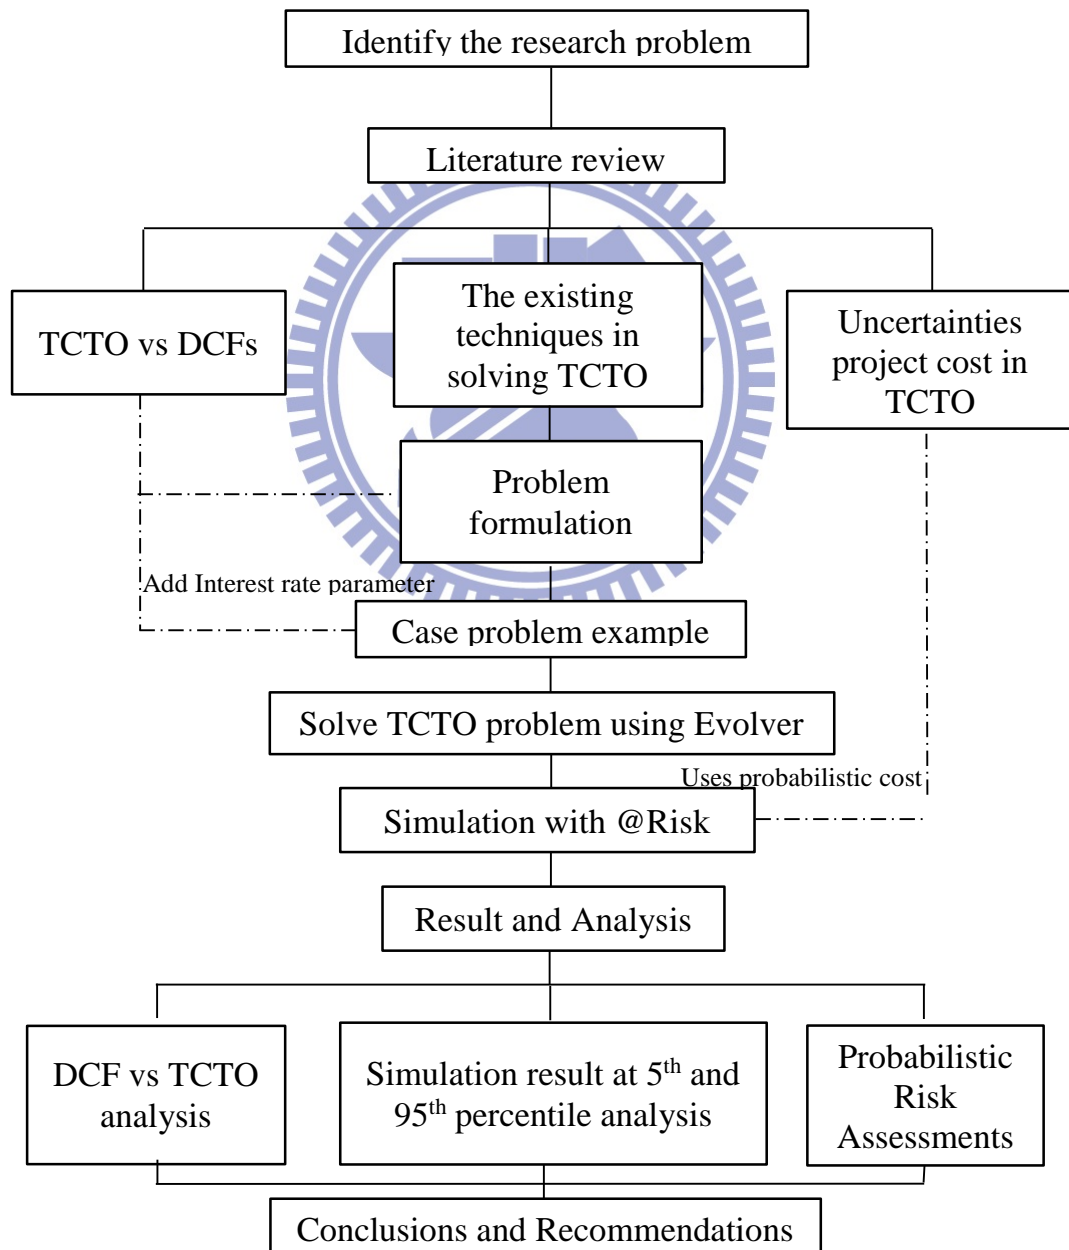 Identify the research problem
Literature review
TCTO vs DCFs
The existing
techniques in
solving TCTO
Uncertainties
project cost in
TCTO
Problem
formulation
Add Interest rate parameter
Case problem example
Solve TCTO problem using Evolver
Uses probabilistic cost
Simulation with @Risk
Result and Analysis
DCF vs TCTO
analysis
Simulation result at 5th and
95th percentile analysis
Probabilistic
Risk
Assessments
Conclusions and Recommendations